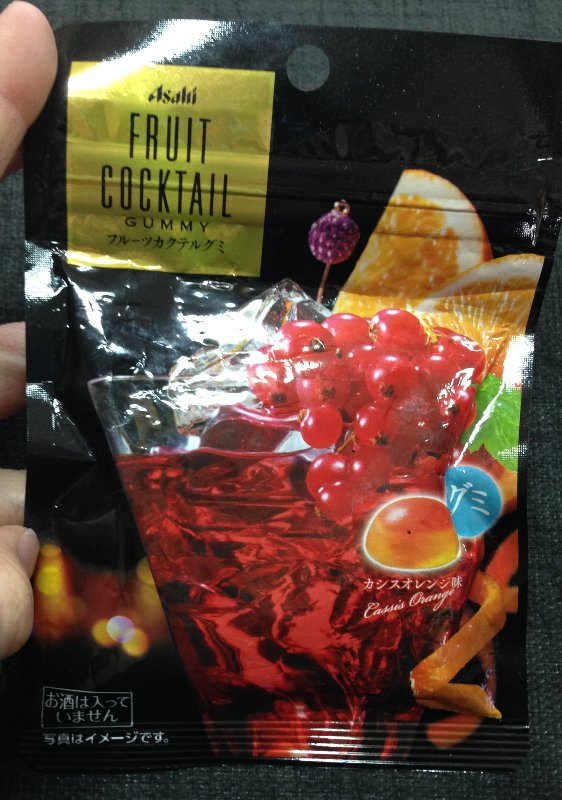 Asahi
FRUIT
COCKTAIL
GUMMY
フルーツカクテルグミ
グミ
カシスオレンジ味
Cassis Orange
お酒は入って
いません
写真はイメージです。